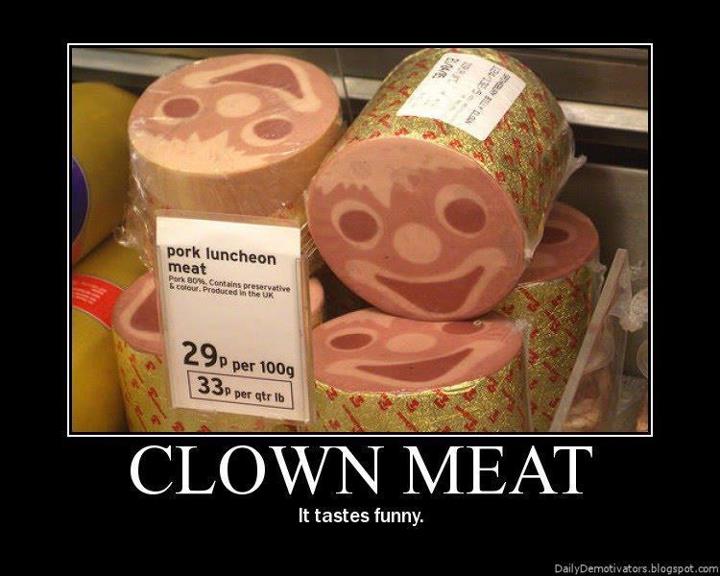 pork luncheon
meat
Pork 80%. Contains preservative
& colour. Produced in the UK
29p per 100g
33p per qtr lb
CLOWN MEAT
It tastes funny.
DailyDemotivators.blogspot.com